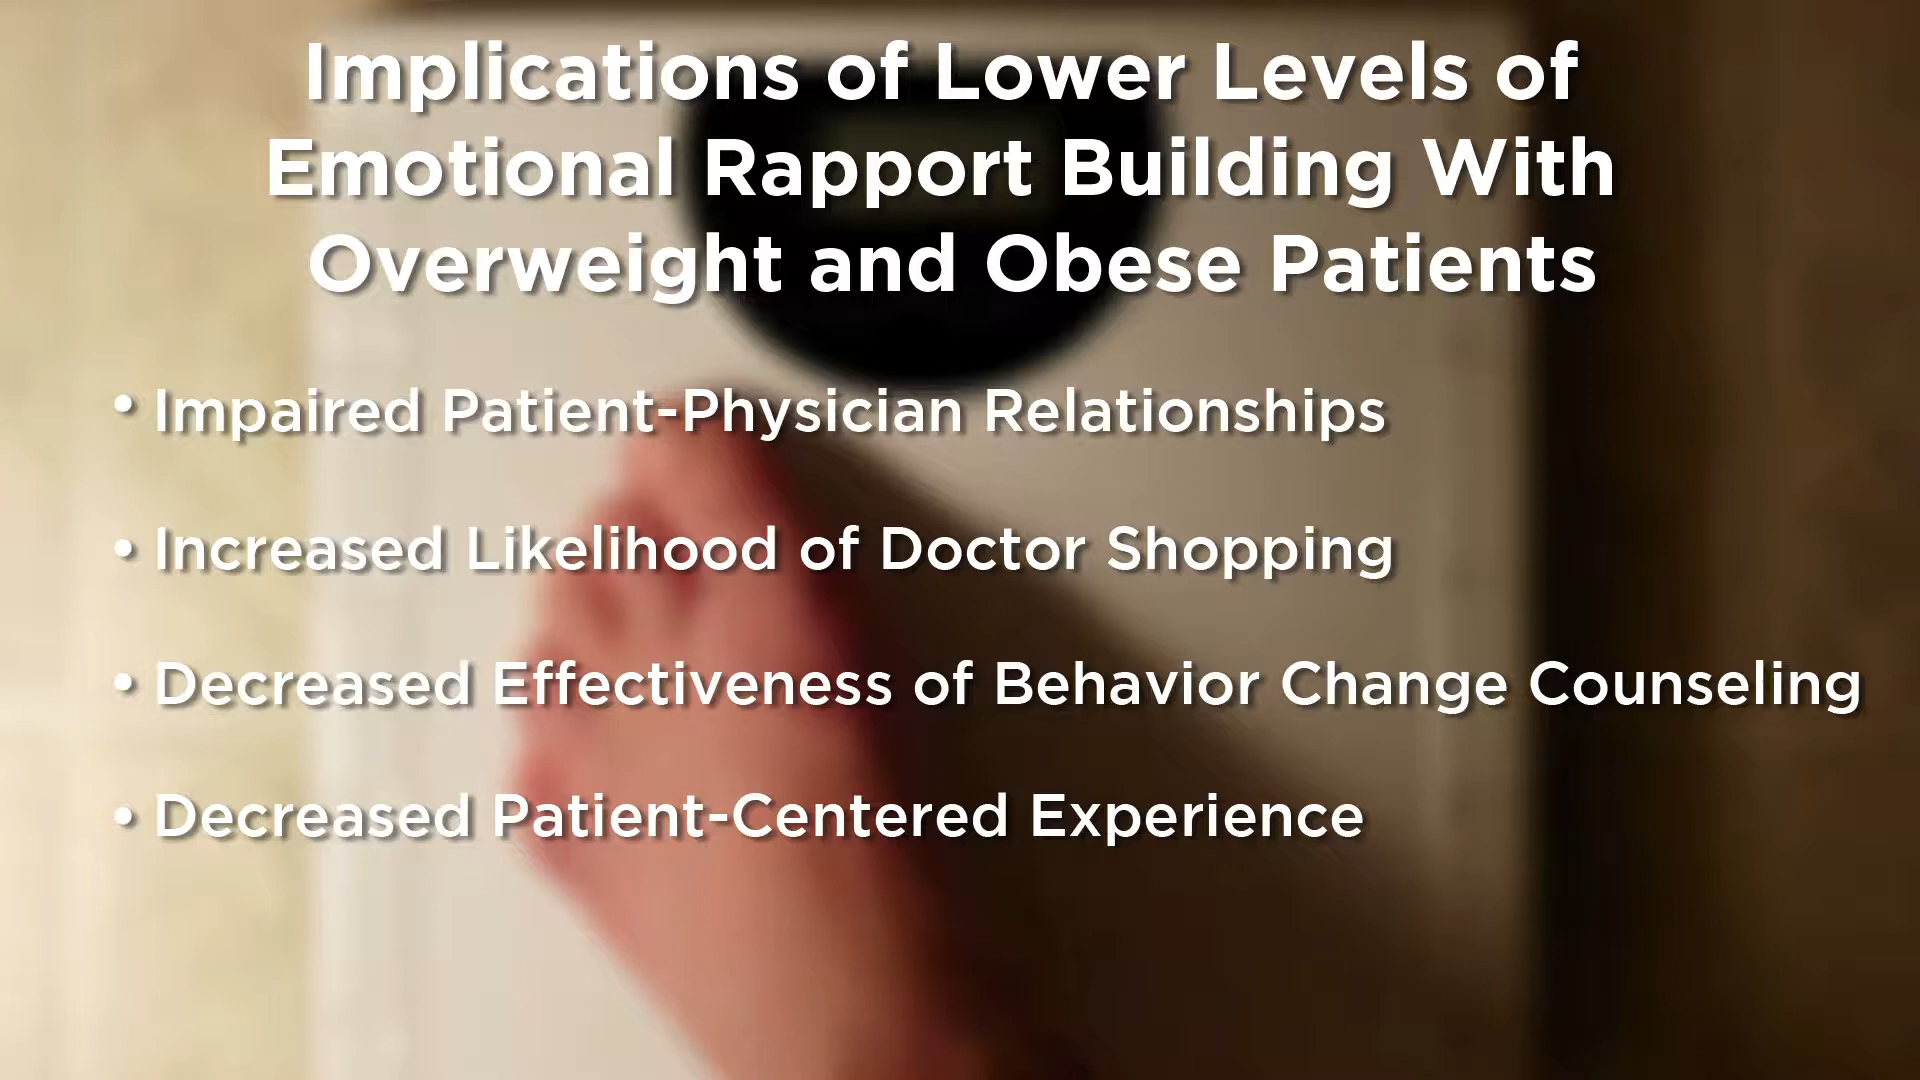 Implications of Lower Levels of
Emotional Rapport Building With
Overweight and Obese Patients
• Impaired Patient-Physician Relationships
• Increased Likelihood of Doctor Shopping
• Decreased Effectiveness of Behavior Change Counseling
• Decreased Patient-Centered Experience